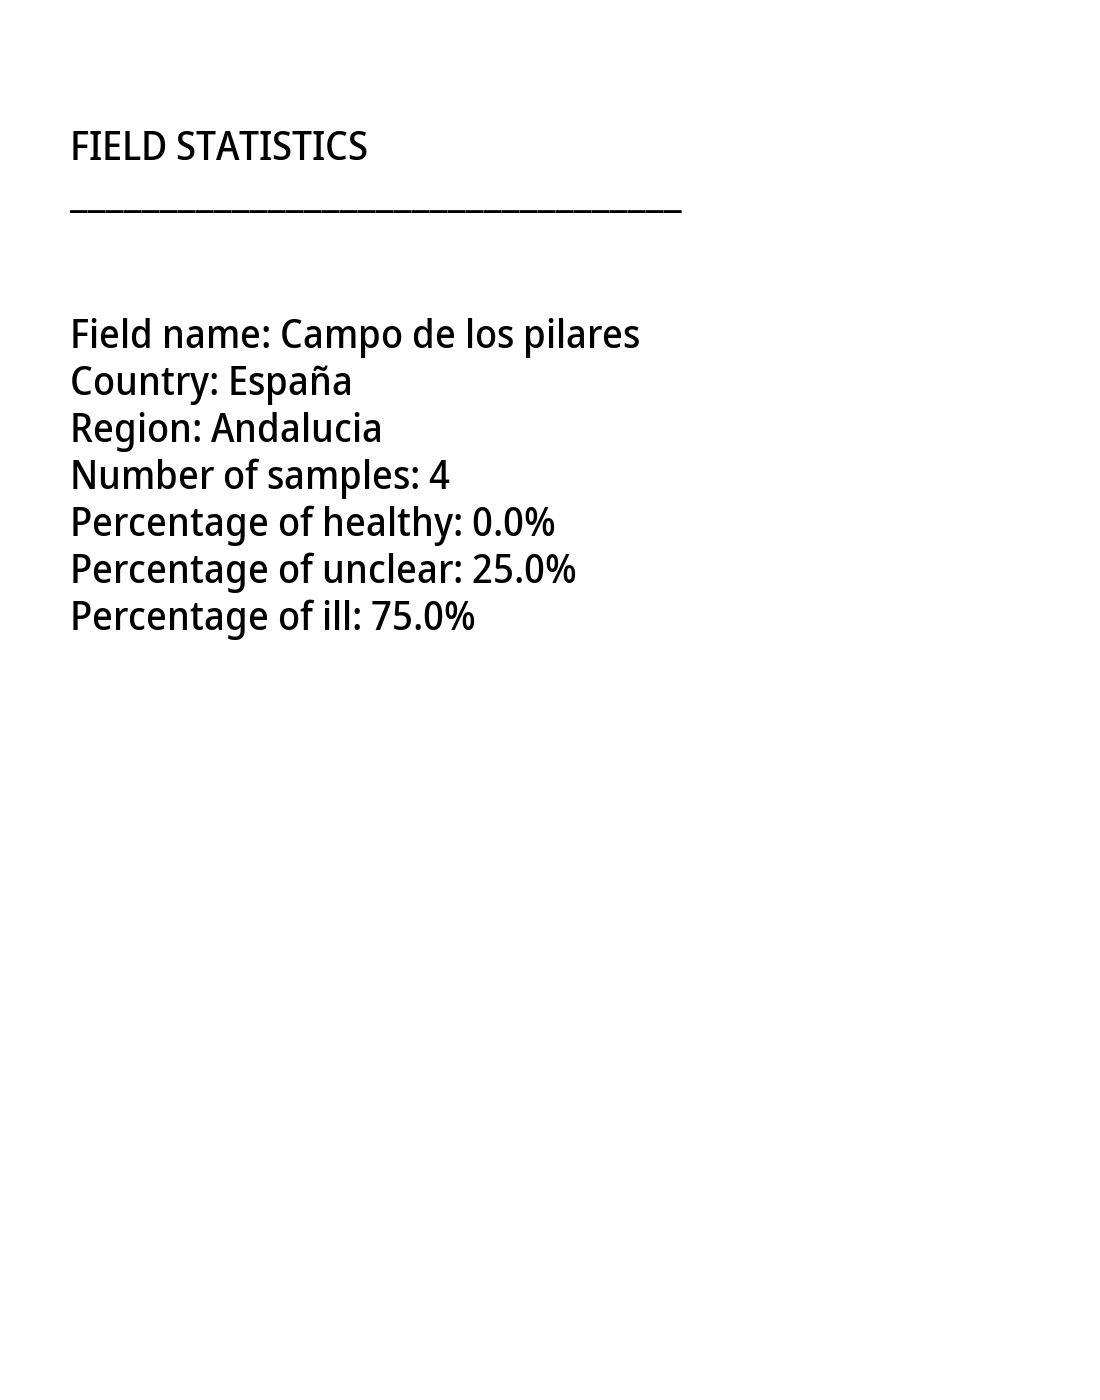 FIELD STATISTICS
__________________________________
Field name: Campo de los pilares
Country: España
Region: Andalucia
Number of samples: 4
Percentage of healthy: 0.0%
Percentage of unclear: 25.0%
Percentage of ill: 75.0%